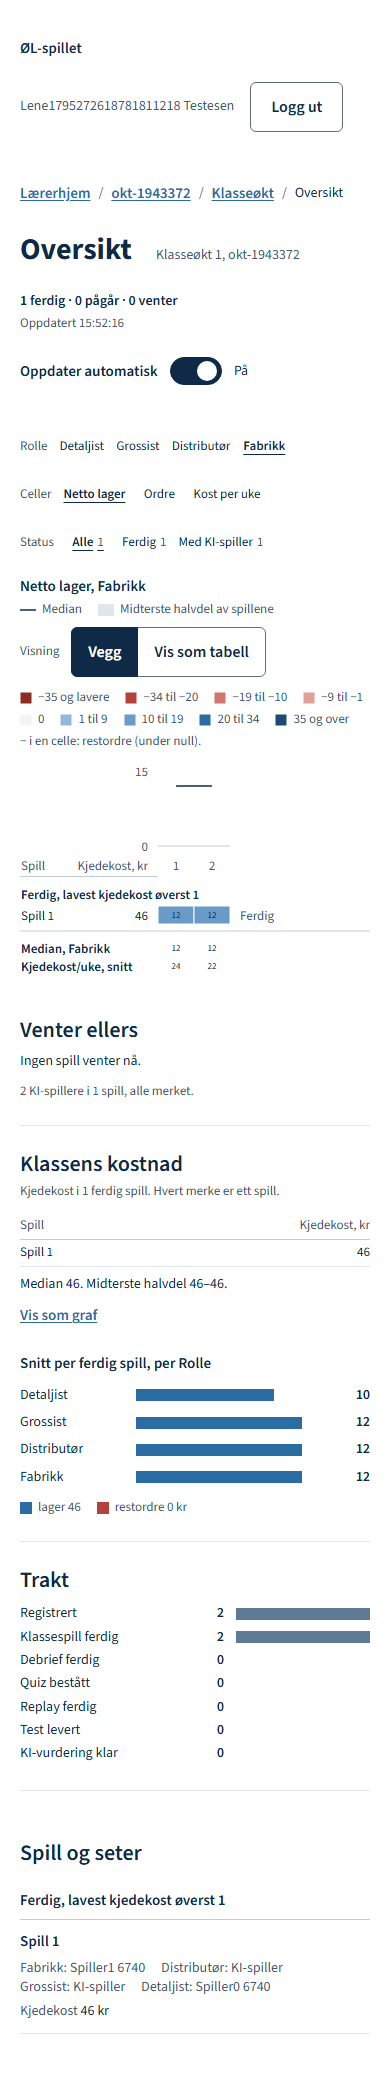 ØL-spillet
Lene1795272618781811218 Testesen Logg ut
Lærerhjem / okt-1943372 / Klasseøkt / Oversikt
Oversikt Klasseøkt 1, okt-1943372
1 ferdig · 0 pågår · 0 venter
Oppdatert 15:52:16
Oppdater automatisk På
Rolle Detaljist Grossist Distributør Fabrikk
Celler Netto lager Ordre Kost per uke
Status Alle 1 Ferdig 1 Med KI-spiller 1
Netto lager, Fabrikk
Median Midterste halvdel av spillene
Visning Vegg Vis som tabell
−35 og lavere −34 til −20 −19 til −10 −9 til −1
0 1 til 9 10 til 19 20 til 34 35 og over
− i en celle: restordre (under null).
15
0
Spill Kjedekost, kr 1 2
Ferdig, lavest kjedekost øverst 1
Spill 1 46 12 12 Ferdig
Median, Fabrikk 12 12
Kjedekost/uke, snitt 24 22
Venter ellers
Ingen spill venter nå.
2 KI-spillere i 1 spill, alle merket.
Klassens kostnad
Kjedekost i 1 ferdig spill. Hvert merke er ett spill.
Spill Kjedekost, kr
Spill 1 46
Median 46. Midterste halvdel 46–46.
Vis som graf
Snitt per ferdig spill, per Rolle
Detaljist 10
Grossist 12
Distributør 12
Fabrikk 12
lager 46 restordre 0 kr
Trakt
Registrert 2
Klassespill ferdig 2
Debrief ferdig 0
Quiz bestått 0
Replay ferdig 0
Test levert 0
KI-vurdering klar 0
Spill og seter
Ferdig, lavest kjedekost øverst 1
Spill 1
Fabrikk: Spiller1 6740 Distributør: KI-spiller
Grossist: KI-spiller Detaljist: Spiller0 6740
Kjedekost 46 kr